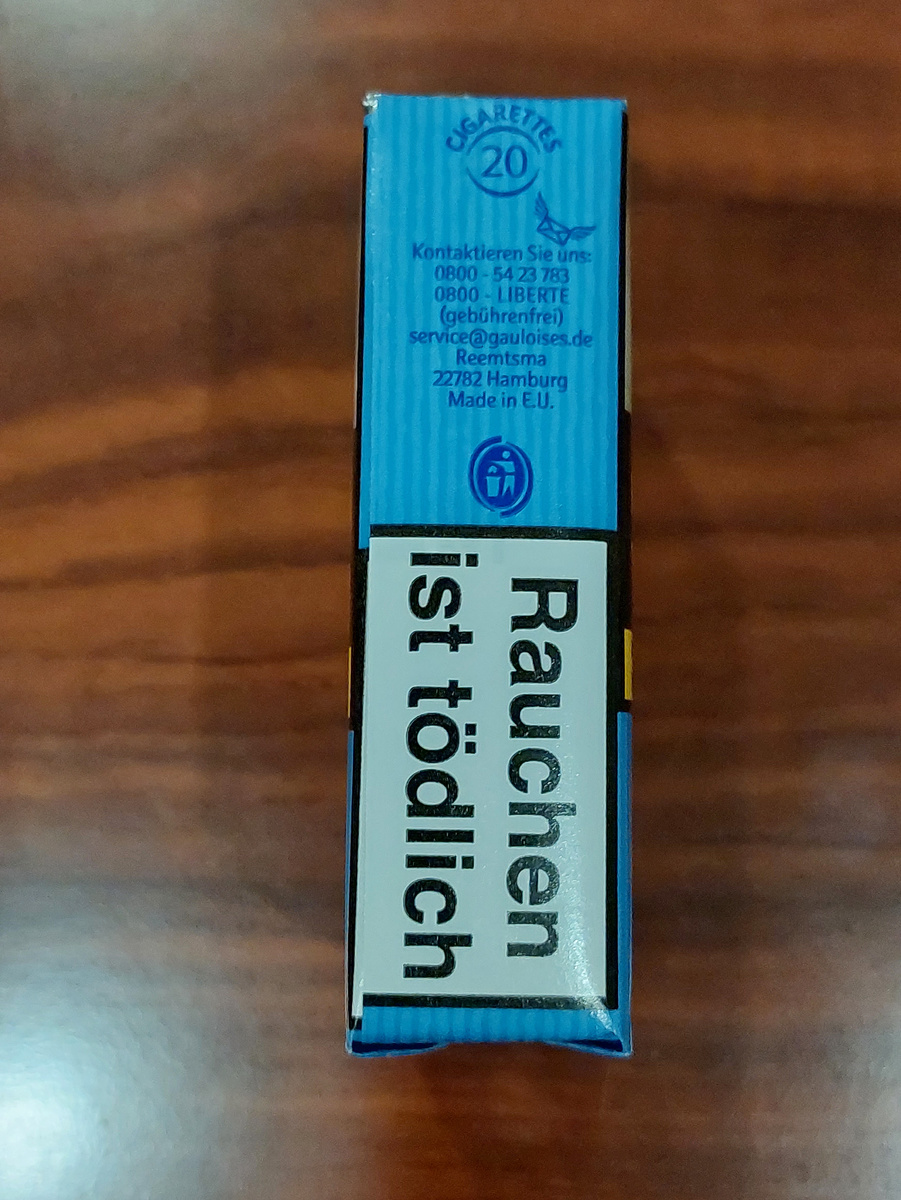 CIGARETTES
20
Kontaktieren Sie uns:
0800 - 54 23 783
0800 - LIBERTE
(gebührenfrei)
service@gauloises.de
Reemtsma
22782 Hamburg
Made in E.U.
Rauchen
ist tödlich